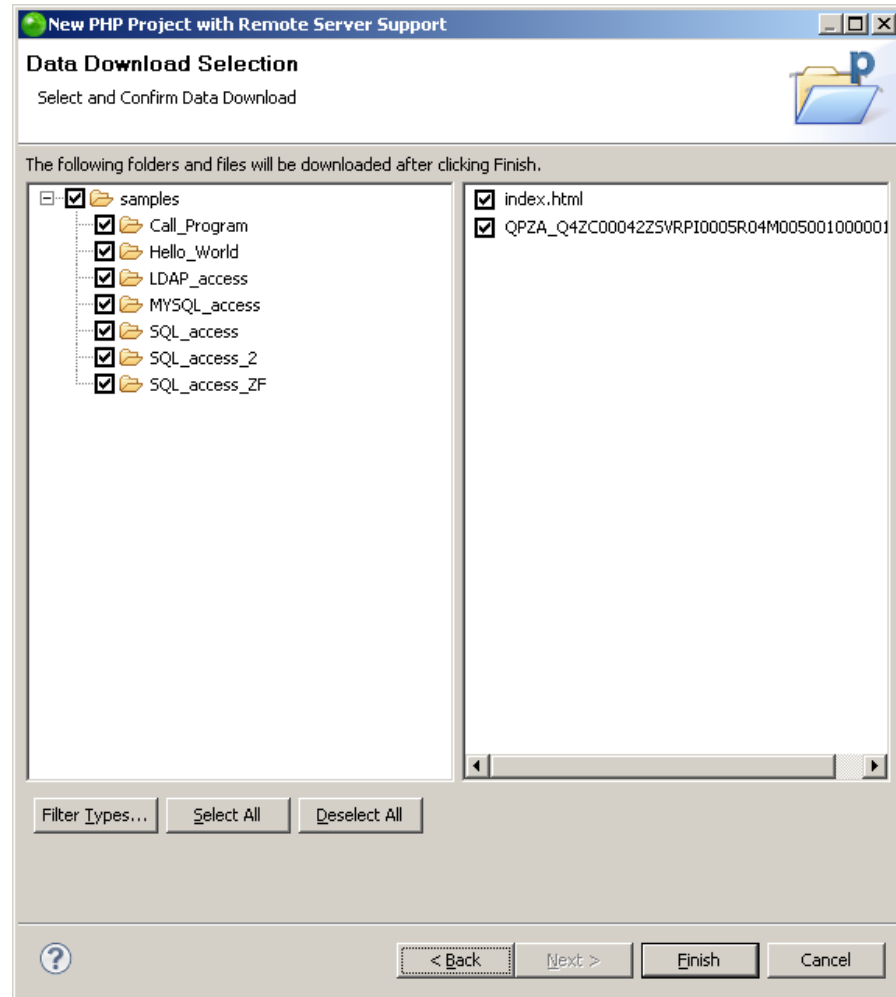 New PHP Project with Remote Server Support
Data Download Selection
Select and Confirm Data Download
The following folders and files will be downloaded after clicking Finish.
samples
Call_Program
Hello_World
LDAP_access
MYSQL_access
SQL_access
SQL_access_2
SQL_access_ZF
index.html
QPZA_Q4ZC00042ZSVRPI0005R04M005001000001
Filter Types...
Select All
Deselect All
< Back
Next >
Finish
Cancel